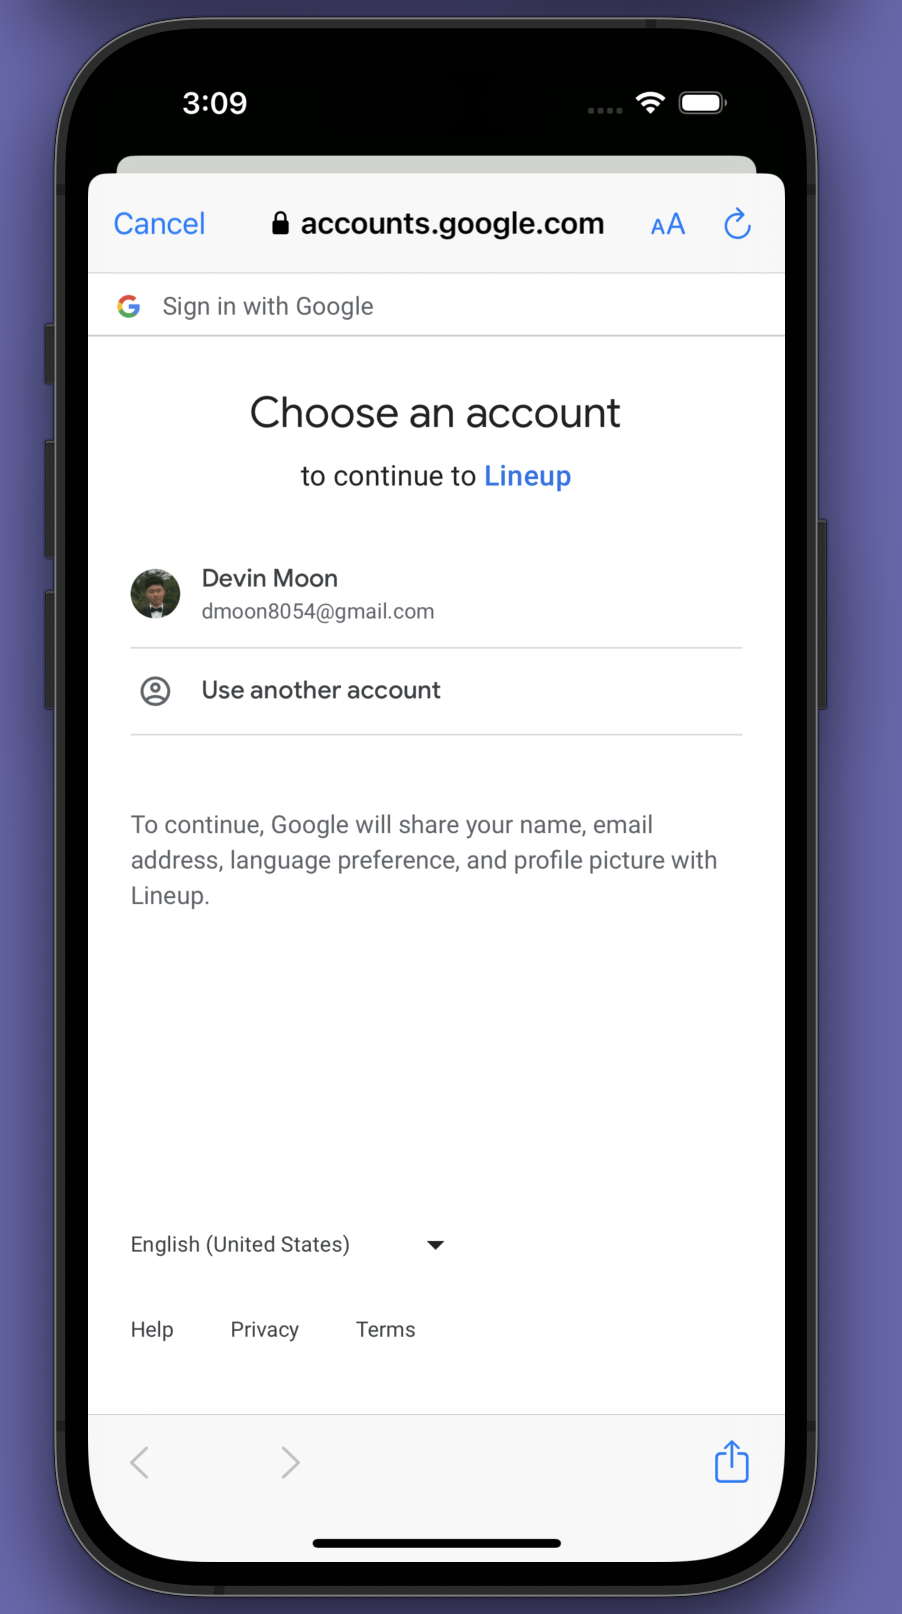 3:09
Cancel accounts.google.com AA
Sign in with Google
Choose an account
to continue to Lineup
Devin Moon
dmoon8054@gmail.com
Use another account
To continue, Google will share your name, email
address, language preference, and profile picture with
Lineup.
English (United States)
Help Privacy Terms